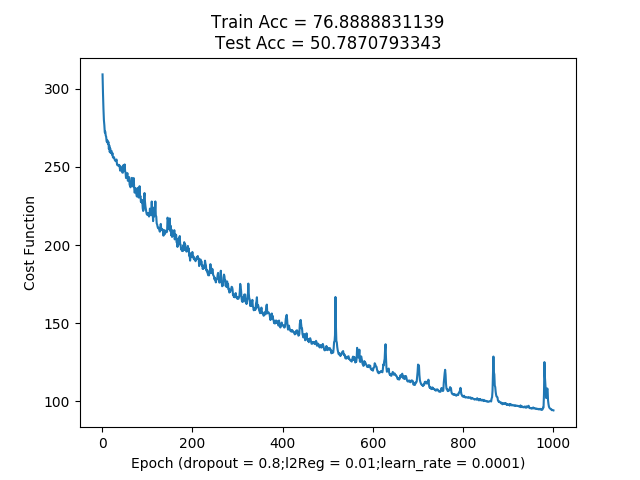 Train Acc = 76.8888831139
Test Acc = 50.7870793343
300
250
200
150
100
Cost Function
0
200
400
600
800
1000
Epoch (dropout = 0.8;l2Reg = 0.01;learn_rate = 0.0001)